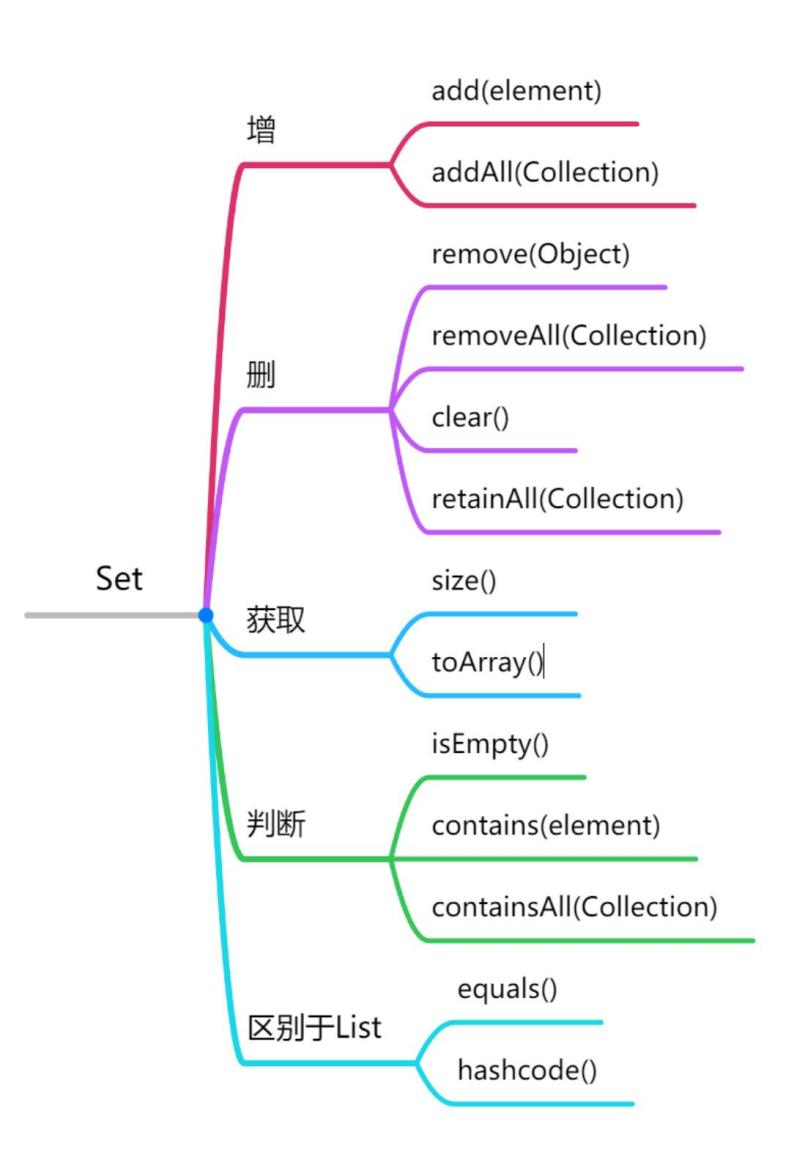 Set
增
add(element)
addAll(Collection)
删
remove(Object)
removeAll(Collection)
clear()
retainAll(Collection)
获取
size()
toArray()
判断
isEmpty()
contains(element)
containsAll(Collection)
区别于List
equals()
hashcode()